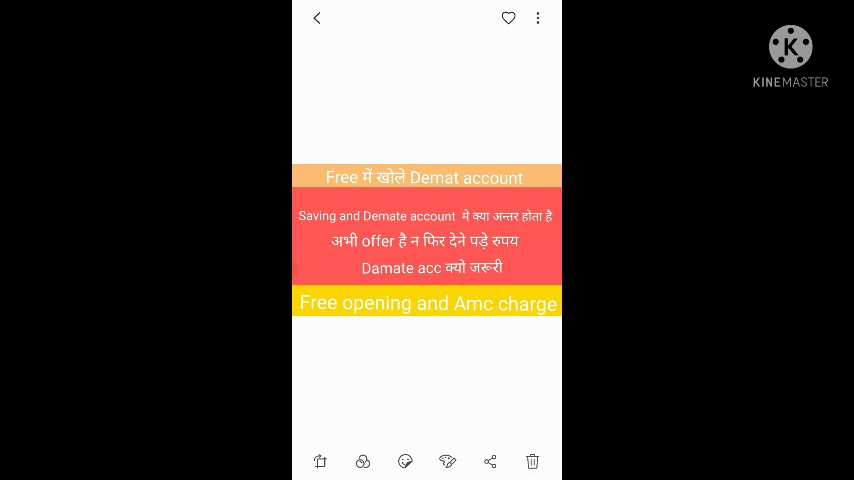 K
KINEMASTER
Free में खोले Demat account
Saving and Demate account मे क्या अन्तर होता है
अभी offer है न फिर देने पड़े रुपय
Damate acc क्यो जरूरी
Free opening and Amc charge